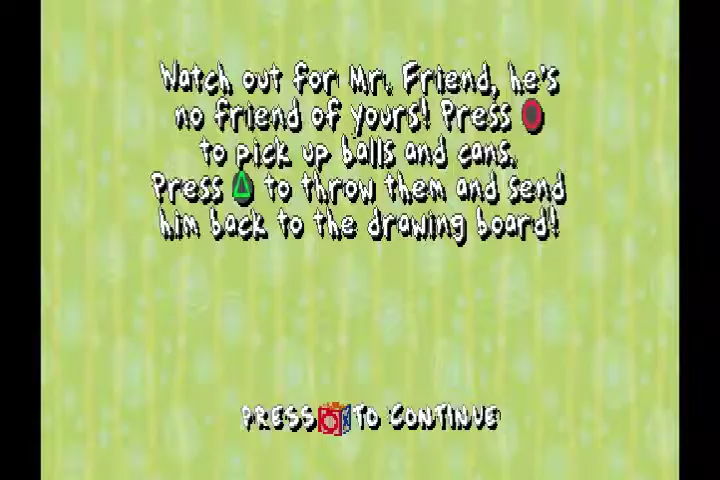 Watch out for Mr. Friend, he's
no friend of yours! Press
to pick up balls and cans.
Press to throw them and send
him back to the drawing board!
PRESS TO CONTINUE